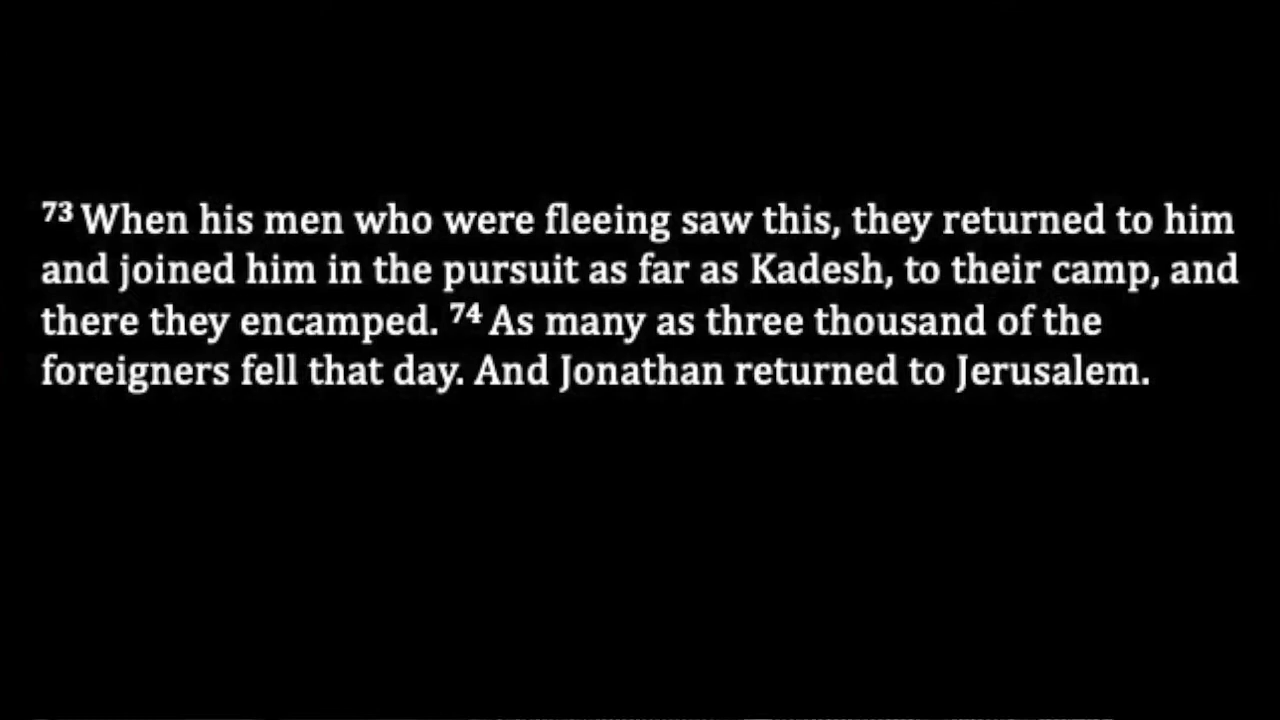 73 When his men who were fleeing saw this, they returned to him
and joined him in the pursuit as far as Kadesh, to their camp, and
there they encamped. 74 As many as three thousand of the
foreigners fell that day. And Jonathan returned to Jerusalem.